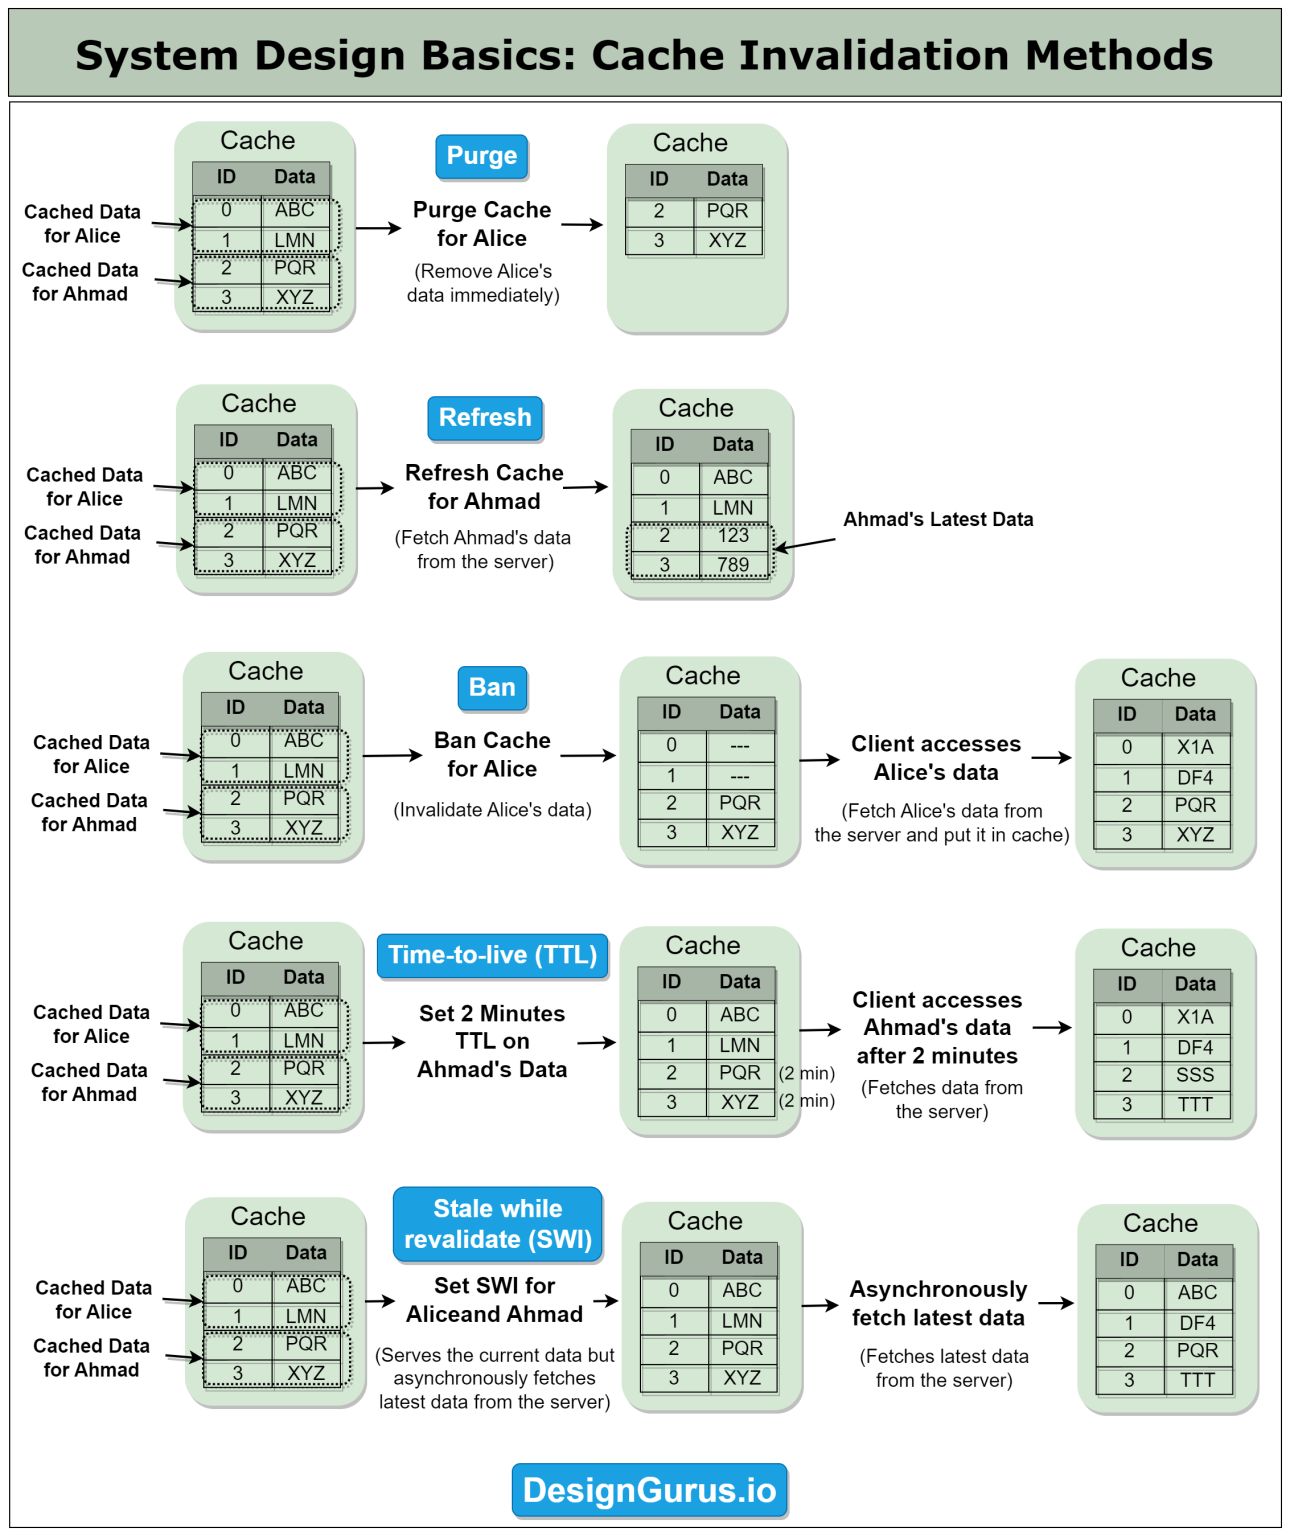 System Design Basics: Cache Invalidation Methods
Cached Data
for Alice
Cached Data
for Ahmad
Cache
ID Data
0 ABC
1 LMN
2 PQR
3 XYZ
Purge
Purge Cache
for Alice
(Remove Alice's
data immediately)
Cache
ID Data
2 PQR
3 XYZ
Cached Data
for Alice
Cached Data
for Ahmad
Cache
ID Data
0 ABC
1 LMN
2 PQR
3 XYZ
Refresh
Refresh Cache
for Ahmad
(Fetch Ahmad's data
from the server)
Cache
ID Data
0 ABC
1 LMN
2 123
3 789
Ahmad's Latest Data
Cached Data
for Alice
Cached Data
for Ahmad
Cache
ID Data
0 ABC
1 LMN
2 PQR
3 XYZ
Ban
Ban Cache
for Alice
(Invalidate Alice's data)
Cache
ID Data
0 ---
1 ---
2 PQR
3 XYZ
Client accesses
Alice's data
(Fetch Alice's data from
the server and put it in cache)
Cache
ID Data
0 X1A
1 DF4
2 PQR
3 XYZ
Cached Data
for Alice
Cached Data
for Ahmad
Cache
ID Data
0 ABC
1 LMN
2 PQR
3 XYZ
Time-to-live (TTL)
Set 2 Minutes
TTL on
Ahmad's Data
Cache
ID Data
0 ABC
1 LMN
2 PQR (2 min)
3 XYZ (2 min)
Client accesses
Ahmad's data
after 2 minutes
(Fetches data from
the server)
Cache
ID Data
0 X1A
1 DF4
2 SSS
3 TTT
Cached Data
for Alice
Cached Data
for Ahmad
Cache
ID Data
0 ABC
1 LMN
2 PQR
3 XYZ
Stale while
revalidate (SWI)
Set SWI for
Aliceand Ahmad
(Serves the current data but
asynchronously fetches
latest data from the server)
Cache
ID Data
0 ABC
1 LMN
2 PQR
3 XYZ
Asynchronously
fetch latest data
(Fetches latest data
from the server)
Cache
ID Data
0 ABC
1 DF4
2 PQR
3 TTT
DesignGurus.io